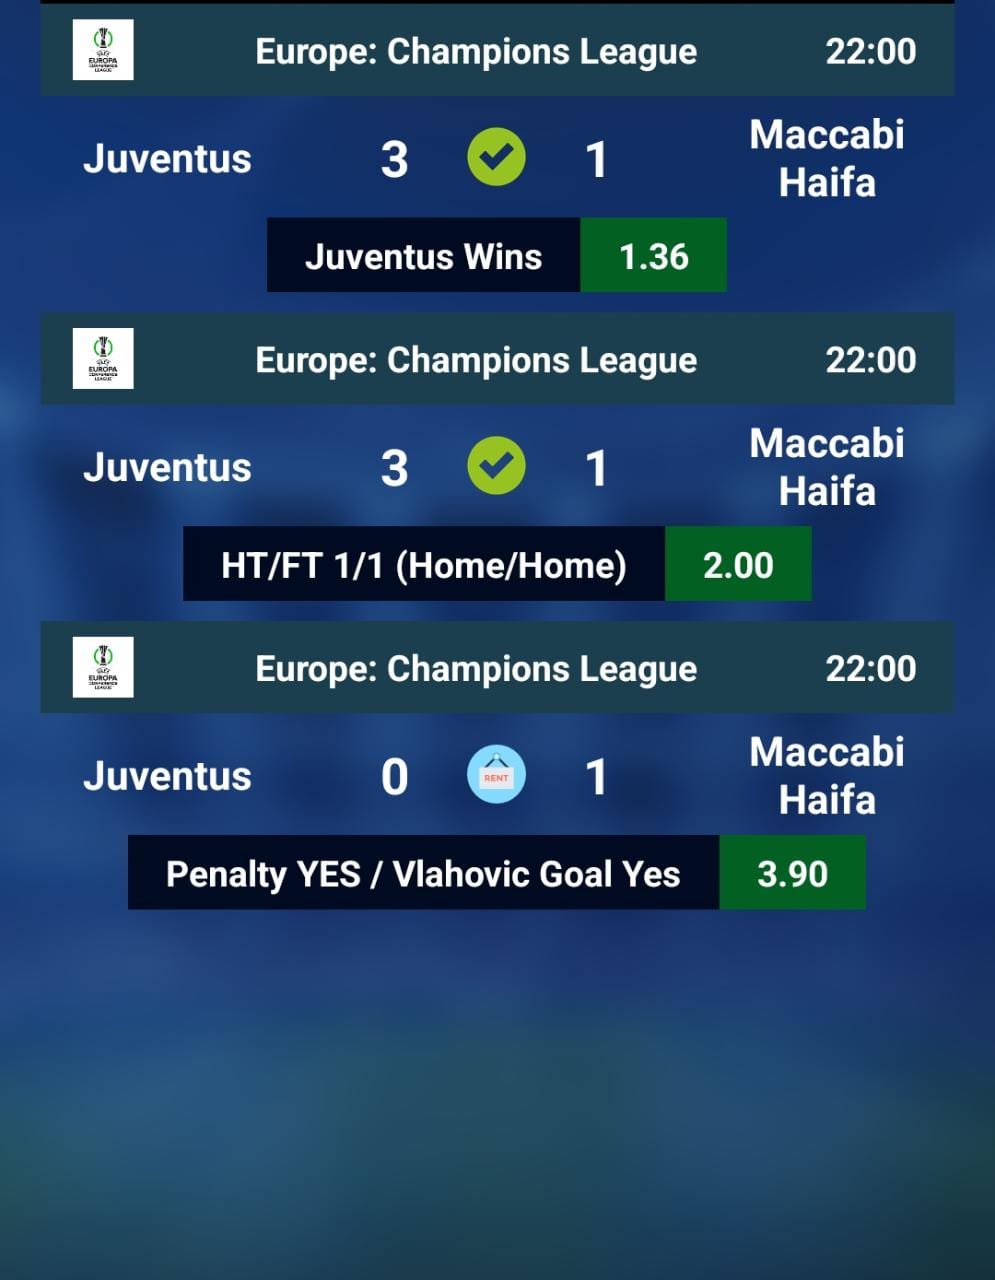 Europe: Champions League 22:00
EUROPA
CONFERENCE
LEAGUE
Juventus 3 1 Maccabi
Haifa
Juventus Wins 1.36
Europe: Champions League 22:00
EUROPA
CONFERENCE
LEAGUE
Juventus 3 1 Maccabi
Haifa
HT/FT 1/1 (Home/Home) 2.00
Europe: Champions League 22:00
EUROPA
CONFERENCE
LEAGUE
Juventus 0 RENT 1 Maccabi
Haifa
Penalty YES / Vlahovic Goal Yes 3.90